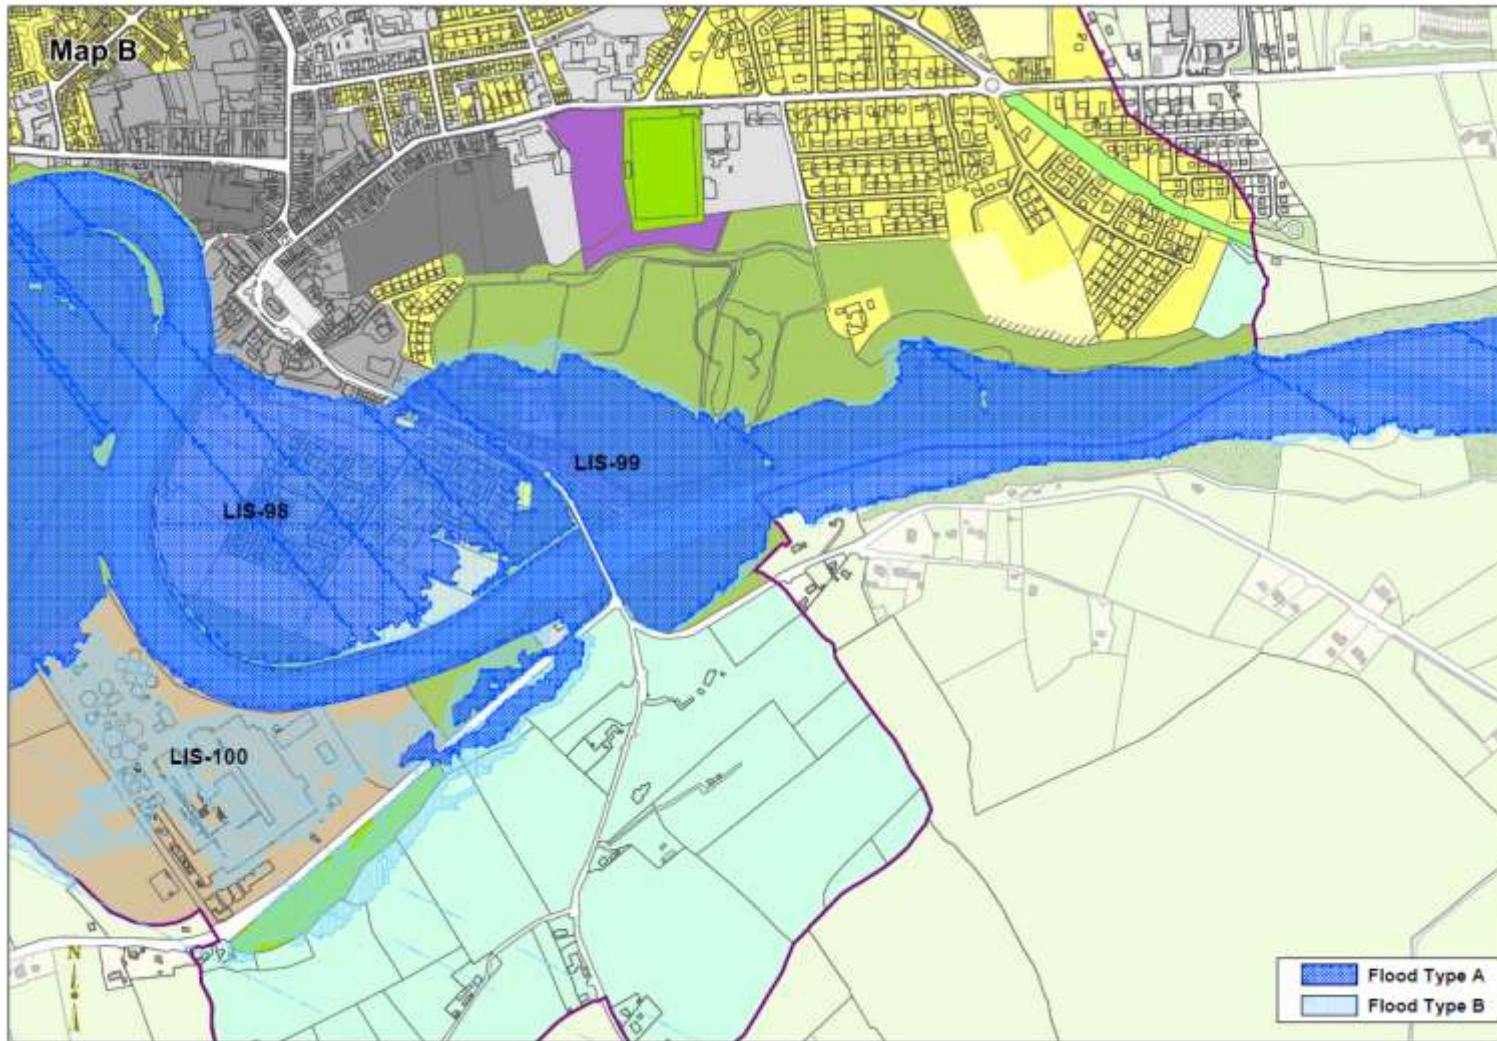 Map B
LIS-99
LIS-98
LIS-100
N
Flood Type A
Flood Type B